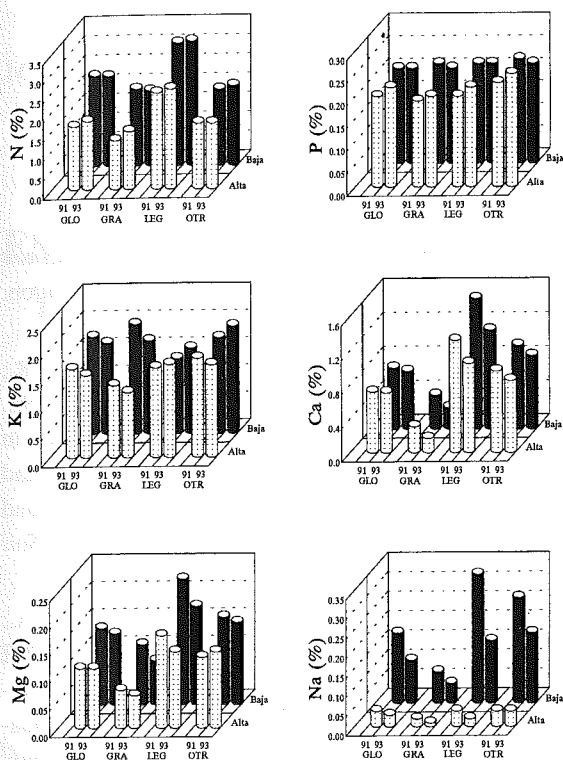 N (%)
3.5
3.0
2.5
2.0
1.5
1.0
0.5
0.0
91 93 91 93 91 93 91 93
GLO GRA LEG OTR
Baja
Alta
P (%)
0.30
0.25
0.20
0.15
0.10
0.05
0.00
91 93 91 93 91 93 91 93
GLO GRA LEG OTR
Baja
Alta
K (%)
2.5
2.0
1.5
1.0
0.5
0.0
91 93 91 93 91 93 91 93
GLO GRA LEG OTR
Baja
Alta
Ca (%)
1.6
1.2
0.8
0.4
0.0
91 93 91 93 91 93 91 93
GLO GRA LEG OTR
Baja
Alta
Mg (%)
0.25
0.20
0.15
0.10
0.05
0.00
91 93 91 93 91 93 91 93
GLO GRA LEG OTR
Baja
Alta
Na (%)
0.35
0.30
0.25
0.20
0.15
0.10
0.05
0.00
91 93 91 93 91 93 91 93
GLO GRA LEG OTR
Baja
Alta